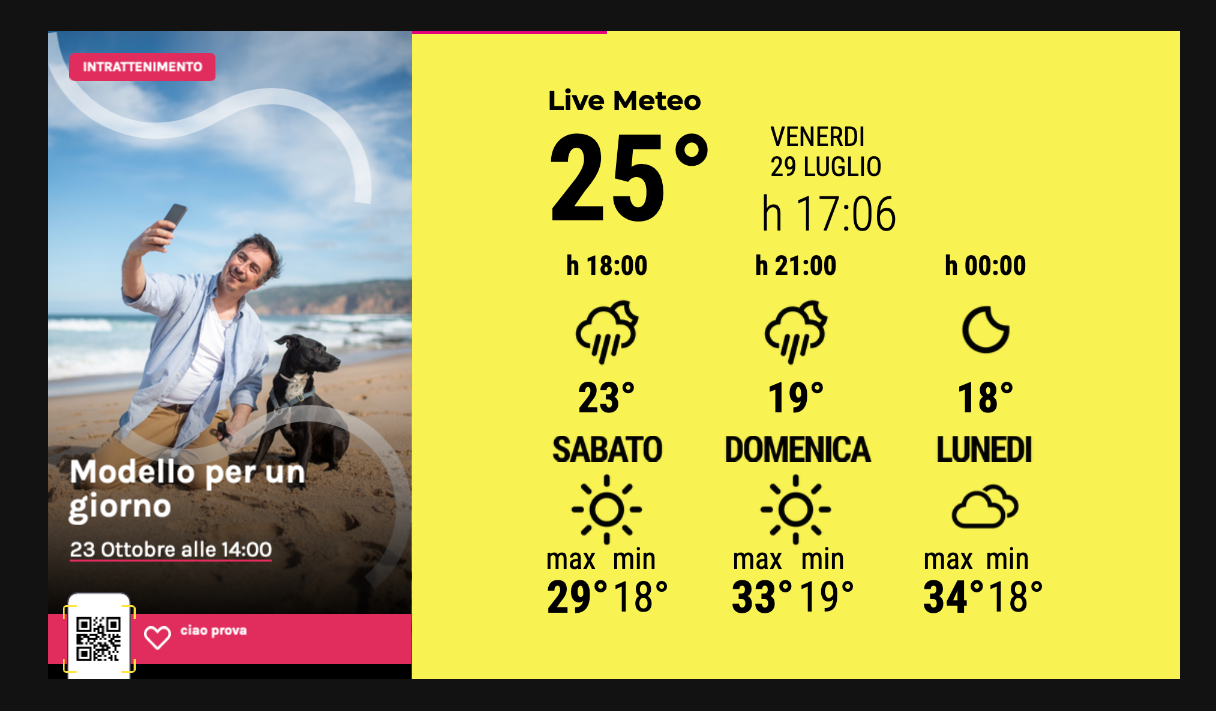 INTRATTENIMENTO
Modello per un
giorno
23 Ottobre alle 14:00
ciao prova
Live Meteo
25°
VENERDI
29 LUGLIO
h 17:06
h 18:00 h 21:00 h 00:00
23° 19° 18°
SABATO DOMENICA LUNEDI
max min max min max min
29° 18° 33° 19° 34° 18°